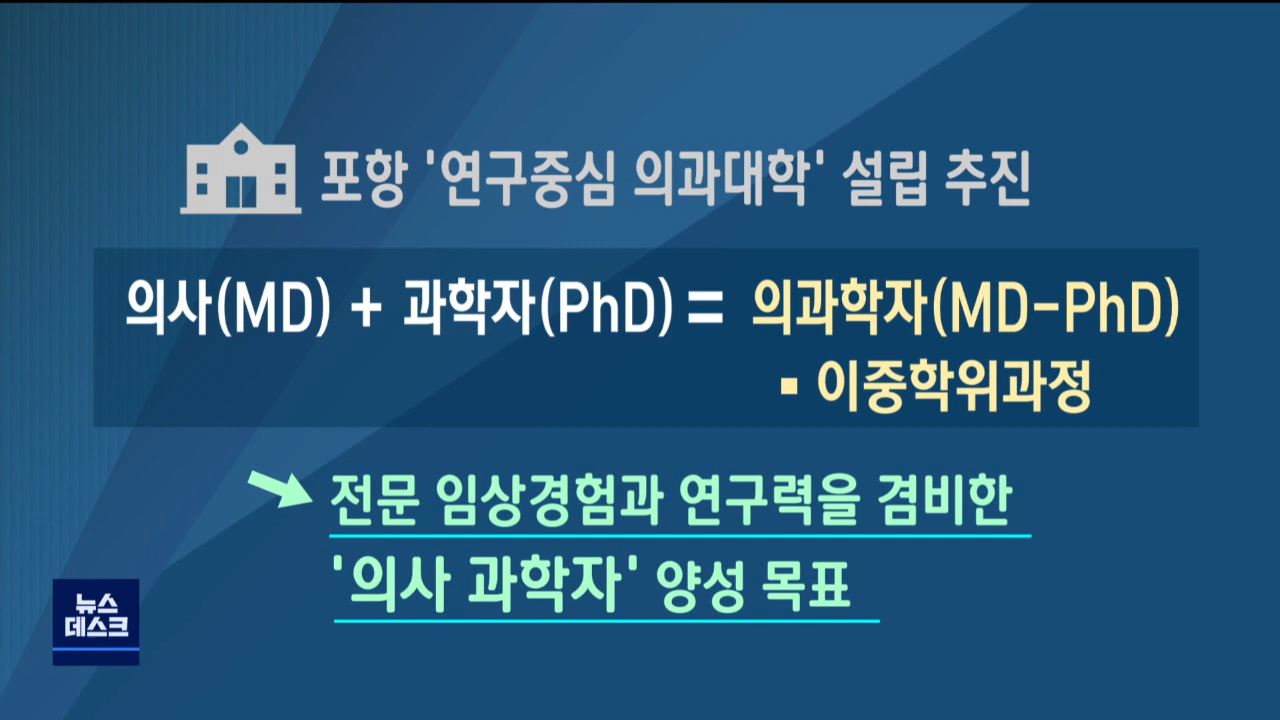 포항 '연구중심 의과대학' 설립 추진
의사(MD) + 과학자(PhD) = 의과학자(MD-PhD)
▪ 이중학위과정
전문 임상경험과 연구력을 겸비한
'의사 과학자' 양성 목표
뉴스
데스크